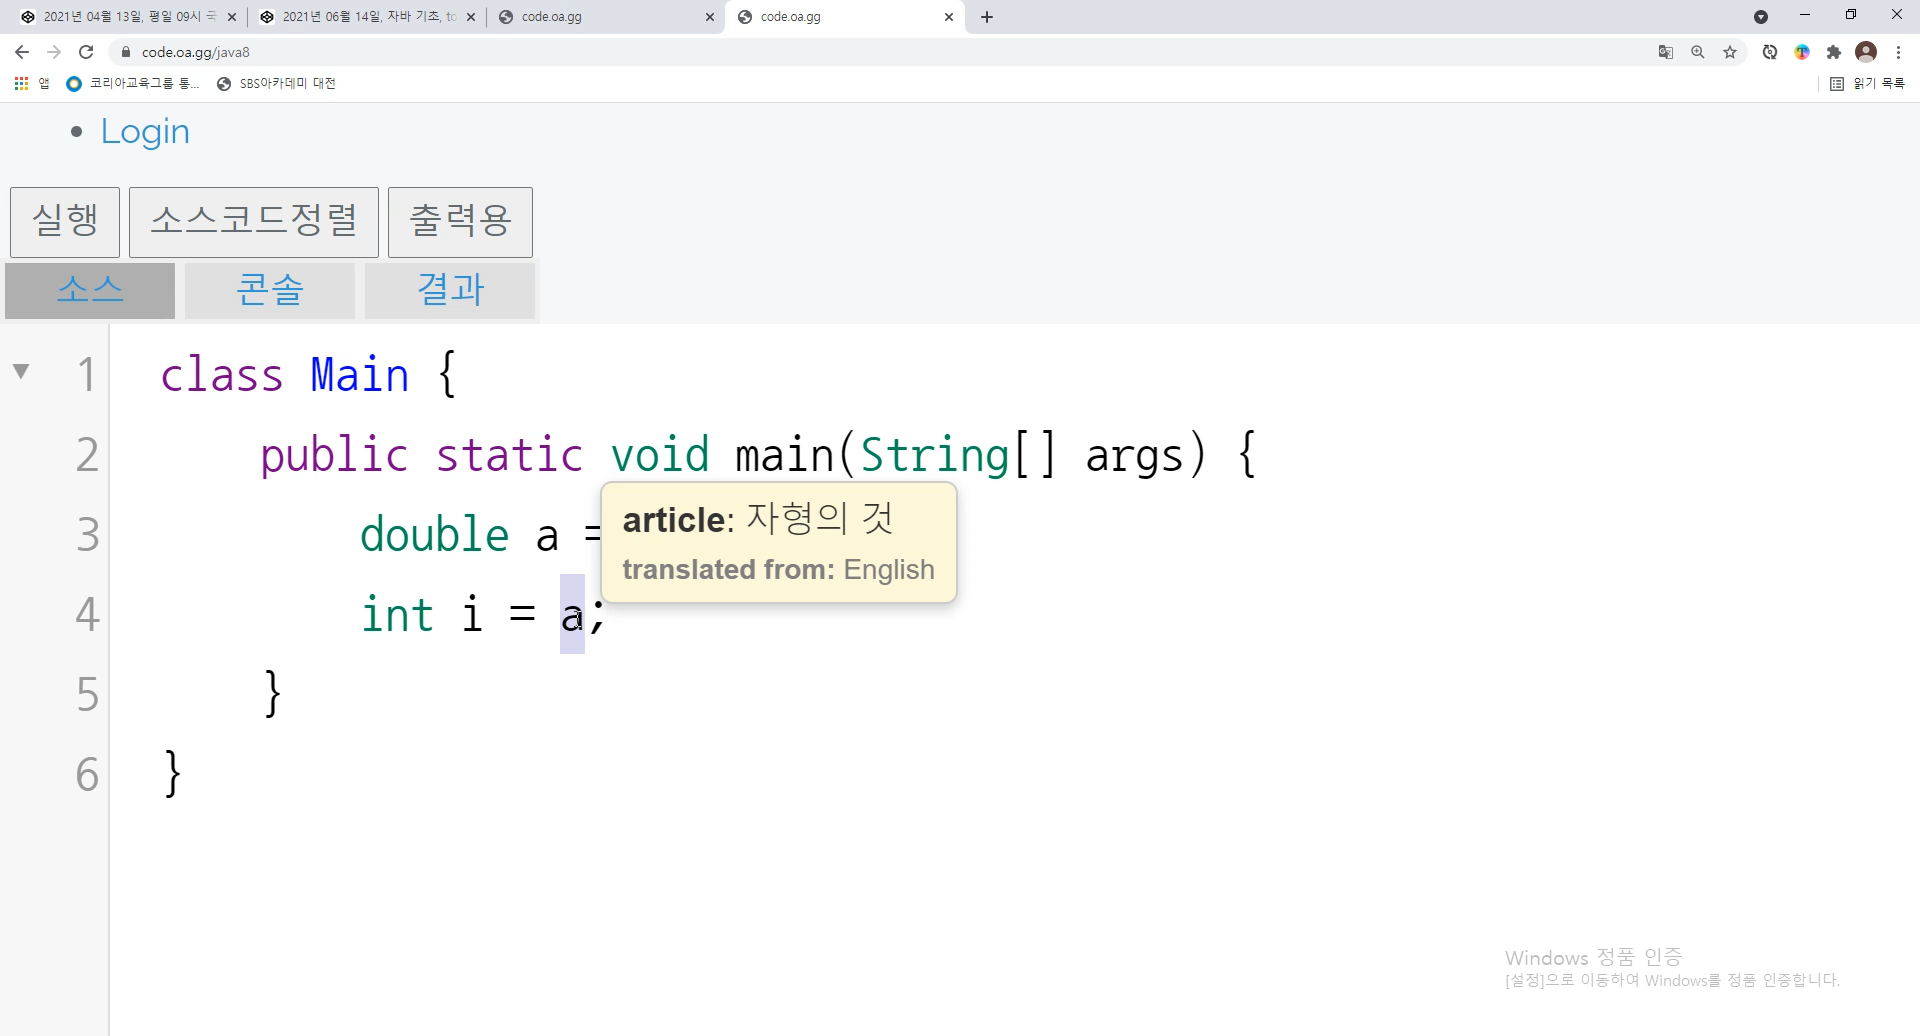 2021년 04월 13일, 평일 09시 국
2021년 06월 14일, 자바 기초, to
code.oa.gg
code.oa.gg
code.oa.gg/java8
앱
코리아교육그룹 통...
SBS아카데미 대전
읽기 목록
Login
실행
소스코드정렬
출력용
소스
콘솔
결과
1 class Main {
2 public static void main(String[] args) {
3 double a =
article: 자형의 것
translated from: English
4 int i = a;
5 }
6 }
Windows 정품 인증
[설정]으로 이동하여 Windows를 정품 인증합니다.